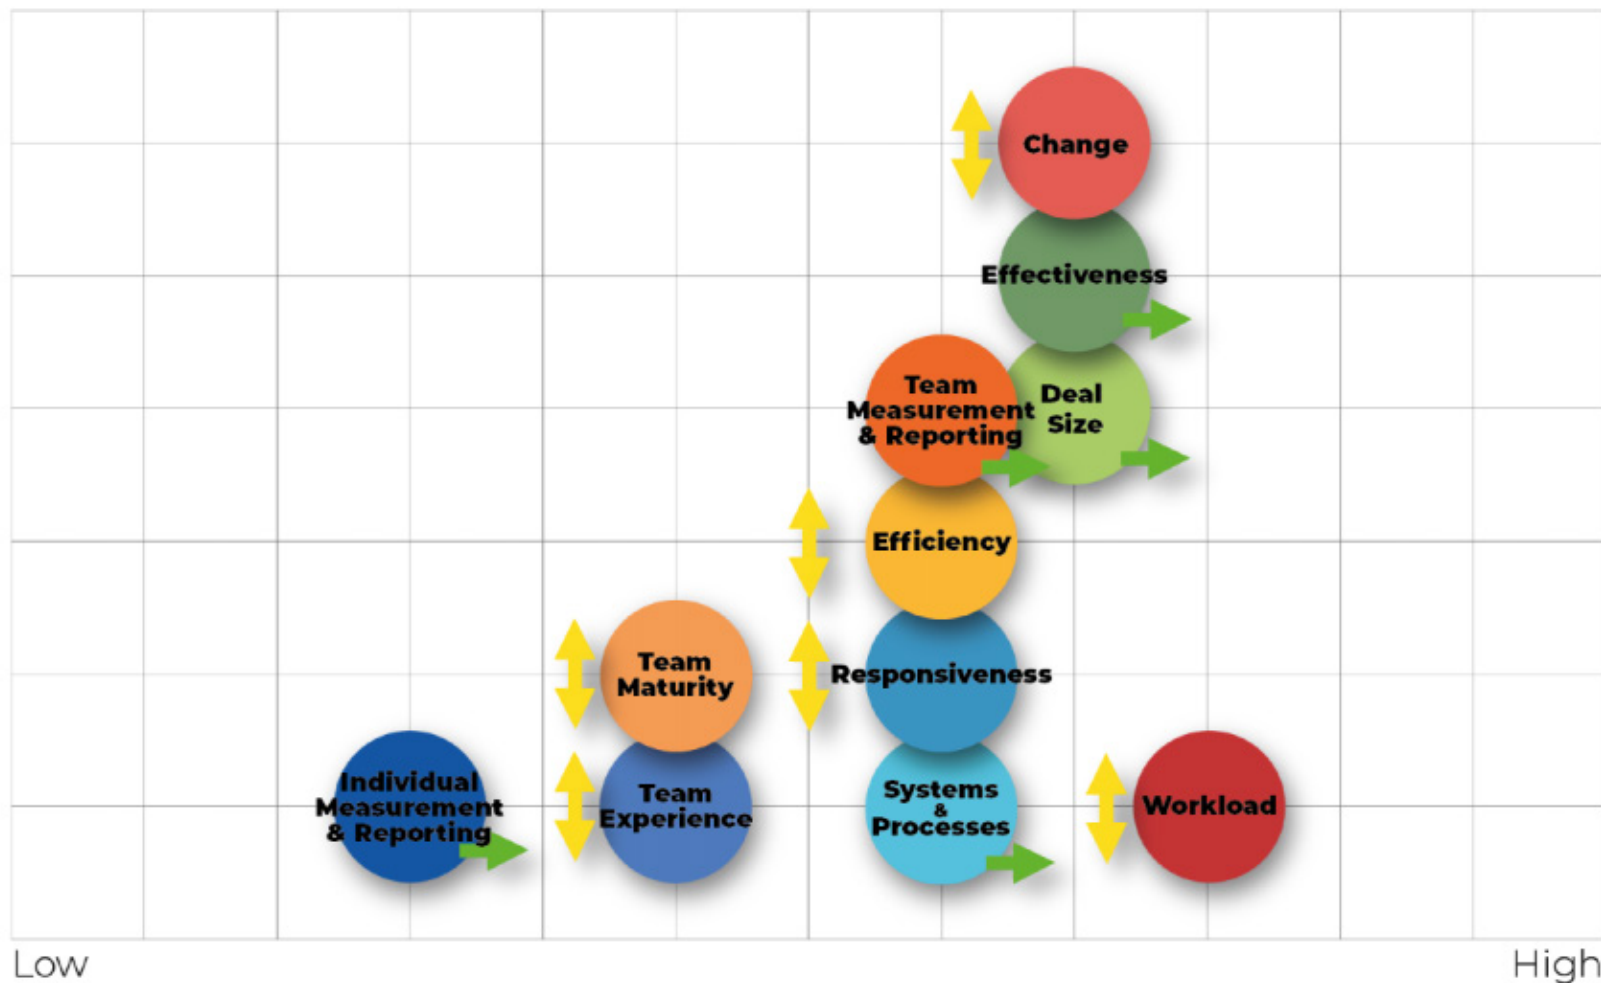 Change
Effectiveness
Team
Measurement
& Reporting
Deal
Size
Efficiency
Team
Maturity
Responsiveness
Individual
Measurement
& Reporting
Team
Experience
Systems
&
Processes
Workload
Low
High